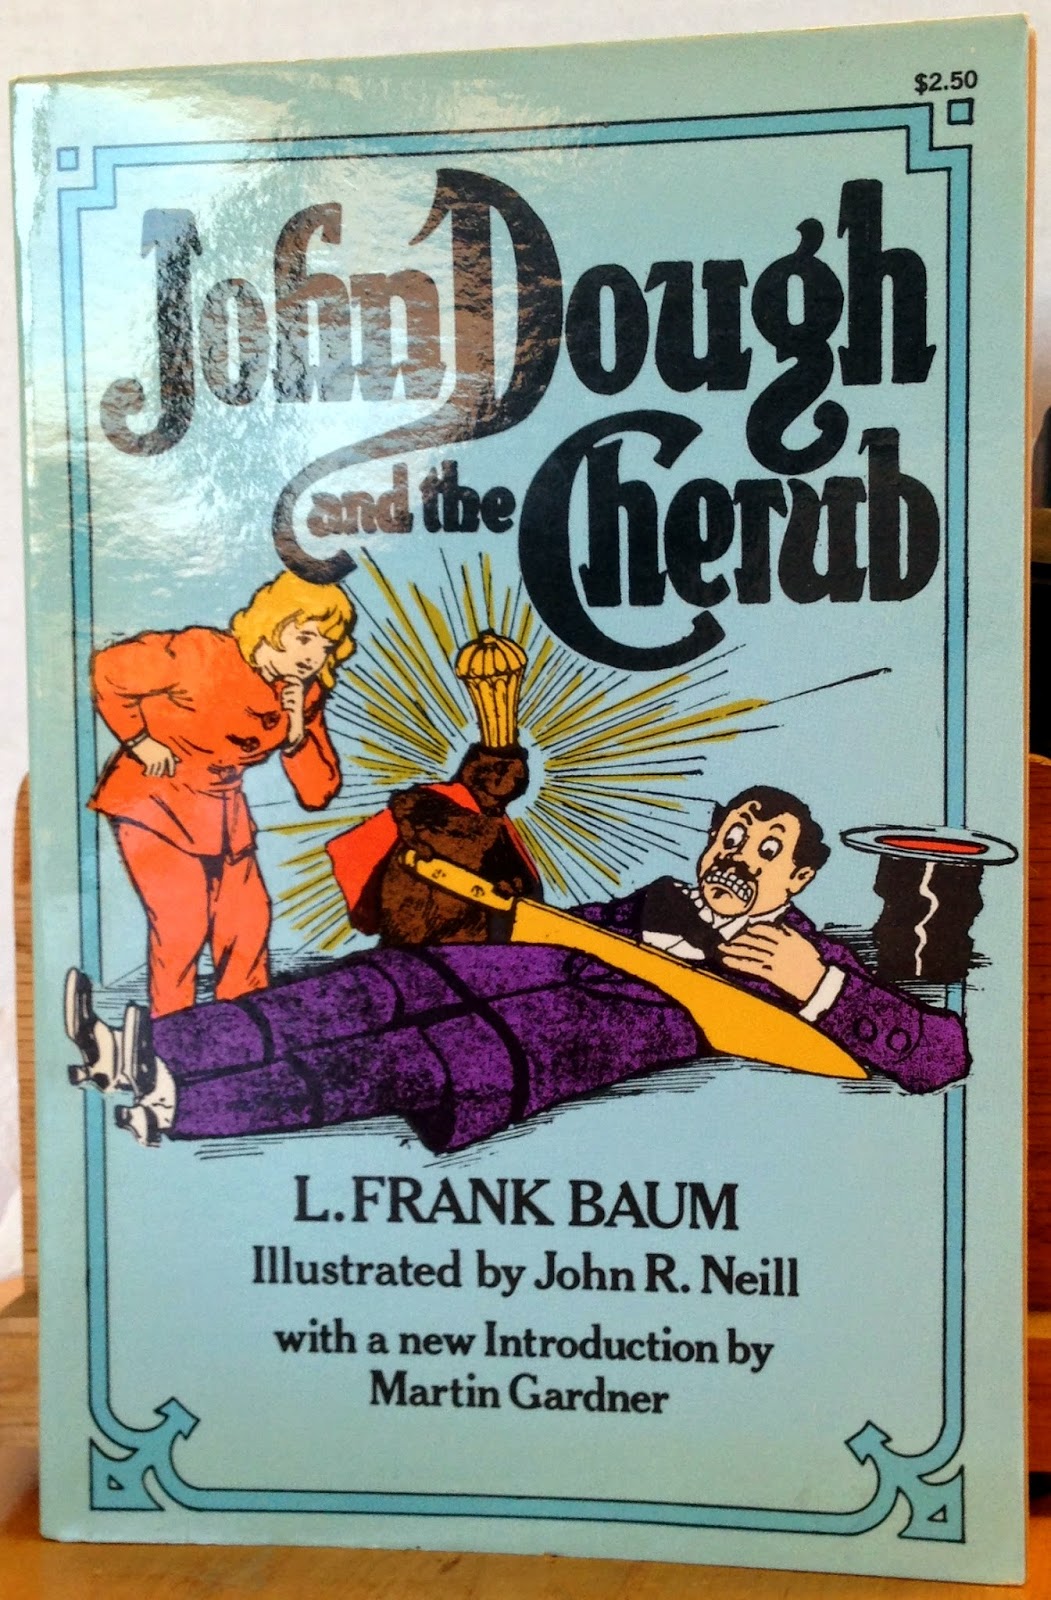 $2.50
John Dough
and the Cherub
L. FRANK BAUM
Illustrated by John R. Neill
with a new Introduction by
Martin Gardner